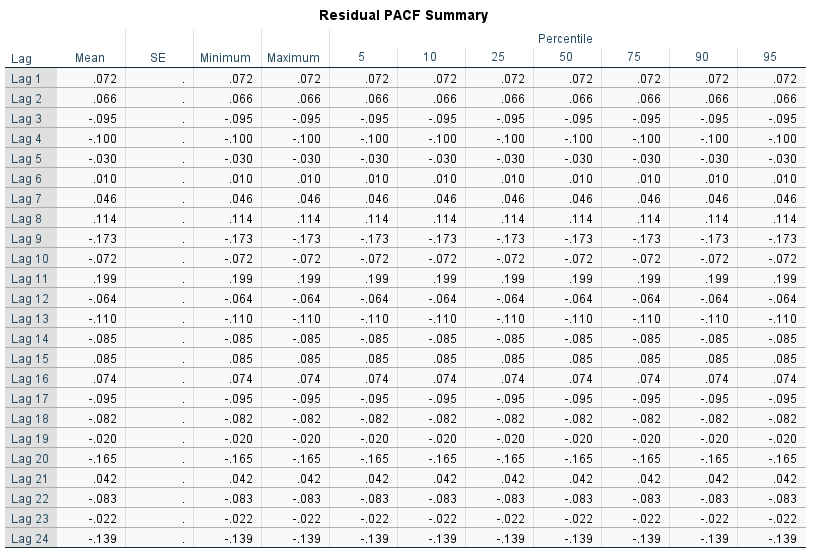 Residual PACF Summary
Percentile
Lag Mean SE Minimum Maximum 5 10 25 50 75 90 95
Lag 1 .072 . .072 .072 .072 .072 .072 .072 .072 .072 .072
Lag 2 .066 . .066 .066 .066 .066 .066 .066 .066 .066 .066
Lag 3 -.095 . -.095 -.095 -.095 -.095 -.095 -.095 -.095 -.095 -.095
Lag 4 -.100 . -.100 -.100 -.100 -.100 -.100 -.100 -.100 -.100 -.100
Lag 5 -.030 . -.030 -.030 -.030 -.030 -.030 -.030 -.030 -.030 -.030
Lag 6 .010 . .010 .010 .010 .010 .010 .010 .010 .010 .010
Lag 7 .046 . .046 .046 .046 .046 .046 .046 .046 .046 .046
Lag 8 .114 . .114 .114 .114 .114 .114 .114 .114 .114 .114
Lag 9 -.173 . -.173 -.173 -.173 -.173 -.173 -.173 -.173 -.173 -.173
Lag 10 -.072 . -.072 -.072 -.072 -.072 -.072 -.072 -.072 -.072 -.072
Lag 11 .199 . .199 .199 .199 .199 .199 .199 .199 .199 .199
Lag 12 -.064 . -.064 -.064 -.064 -.064 -.064 -.064 -.064 -.064 -.064
Lag 13 -.110 . -.110 -.110 -.110 -.110 -.110 -.110 -.110 -.110 -.110
Lag 14 -.085 . -.085 -.085 -.085 -.085 -.085 -.085 -.085 -.085 -.085
Lag 15 .085 . .085 .085 .085 .085 .085 .085 .085 .085 .085
Lag 16 .074 . .074 .074 .074 .074 .074 .074 .074 .074 .074
Lag 17 -.095 . -.095 -.095 -.095 -.095 -.095 -.095 -.095 -.095 -.095
Lag 18 -.082 . -.082 -.082 -.082 -.082 -.082 -.082 -.082 -.082 -.082
Lag 19 -.020 . -.020 -.020 -.020 -.020 -.020 -.020 -.020 -.020 -.020
Lag 20 -.165 . -.165 -.165 -.165 -.165 -.165 -.165 -.165 -.165 -.165
Lag 21 .042 . .042 .042 .042 .042 .042 .042 .042 .042 .042
Lag 22 -.083 . -.083 -.083 -.083 -.083 -.083 -.083 -.083 -.083 -.083
Lag 23 -.022 . -.022 -.022 -.022 -.022 -.022 -.022 -.022 -.022 -.022
Lag 24 -.139 . -.139 -.139 -.139 -.139 -.139 -.139 -.139 -.139 -.139